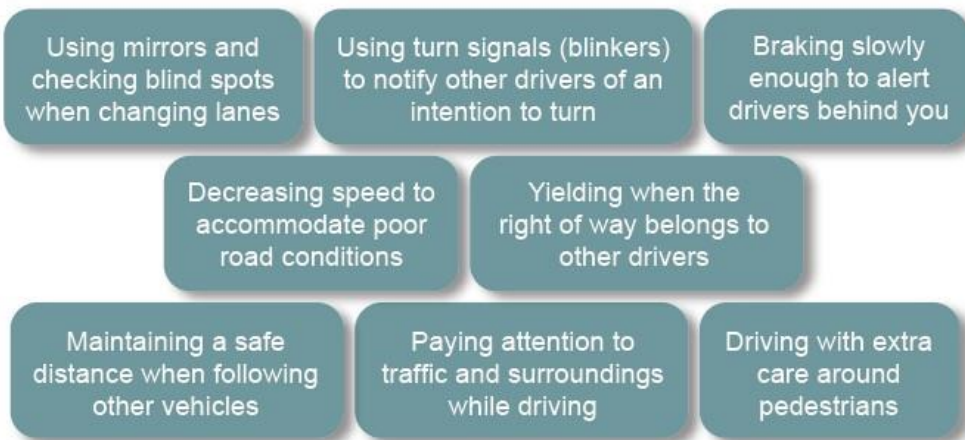 Using mirrors and
checking blind spots
when changing lanes
Using turn signals (blinkers)
to notify other drivers of an
intention to turn
Braking slowly
enough to alert
drivers behind you
Decreasing speed to
accommodate poor
road conditions
Yielding when the
right of way belongs to
other drivers
Maintaining a safe
distance when following
other vehicles
Paying attention to
traffic and surroundings
while driving
Driving with extra
care around
pedestrians